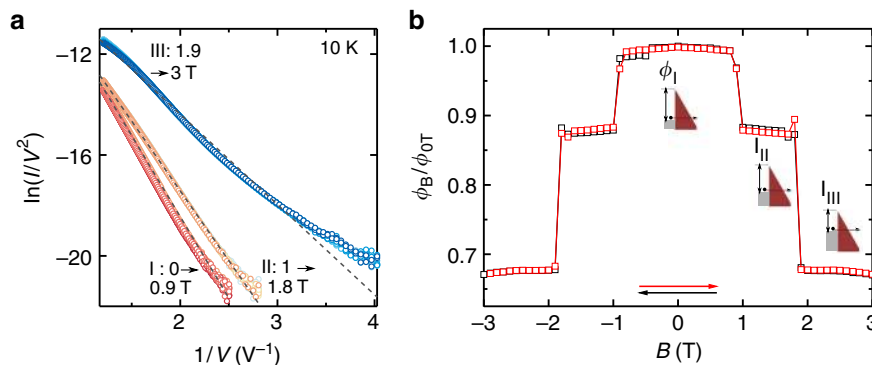 a
10 K
III: 1.9
→ 3 T
I : 0→
0.9 T
II: 1 →
1.8 T
−12
−16
−20
ln(I/V²)
2
3
4
1/V (V⁻¹)
b
1.0
0.9
0.8
0.7
ϕB/ϕ0T
ϕI
III
IIII
−3
−2
−1
0
1
2
3
B (T)